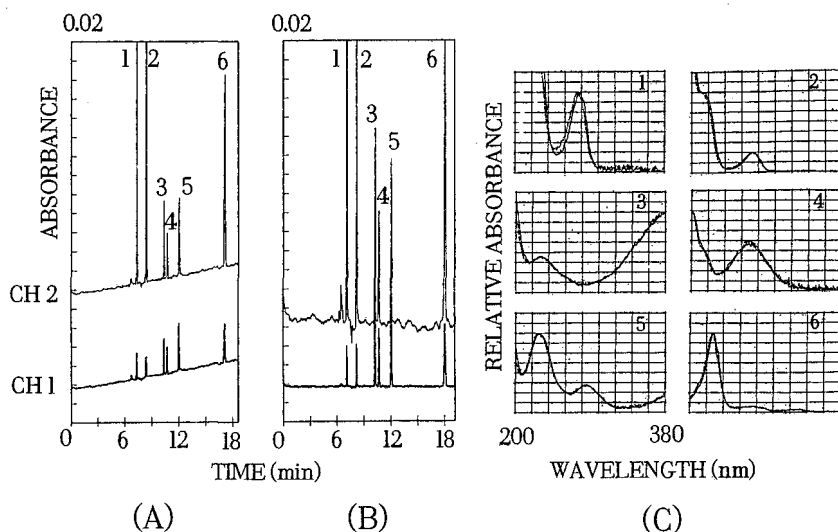 0.02
0.02
ABSORBANCE
1 2 6
3 4 5
CH 2
CH 1
0 6 12 18
1 2 6
3 4 5
0 6 12 18
TIME (min)
RELATIVE ABSORBANCE
1 2
3 4
5 6
200 380
WAVELENGTH (nm)
(A) (B) (C)